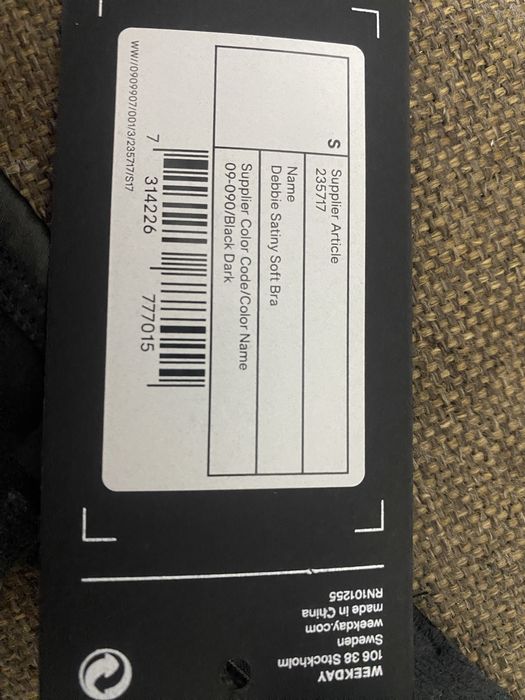 S
Supplier Article
235717
Name
Debbie Satiny Soft Bra
Supplier Color Code/Color Name
09-090/Black Dark
7 314226 777015
WW//0909907/001/3/235717/S17
WEEKDAY
106 38 Stockholm
Sweden
weekday.com
made in China
RN101255